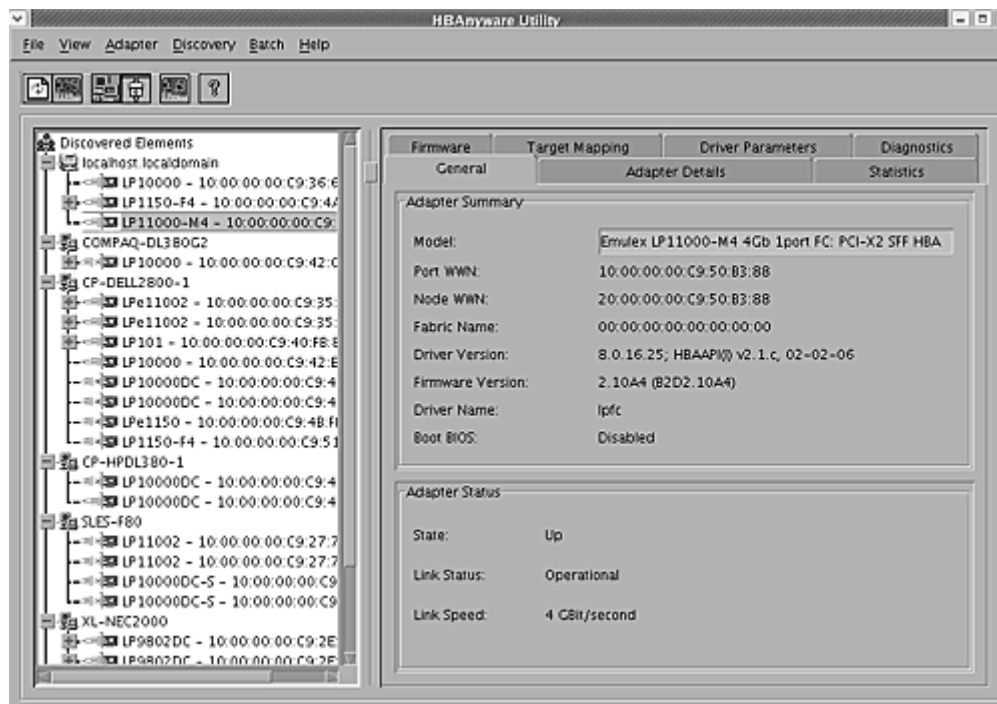 HBAnyware Utility
File View Adapter Discovery Batch Help
Discovered Elements
localhost.localdomain
LP10000 - 10:00:00:00:C9:36:6
LP1150-F4 - 10:00:00:00:C9:4A
LP11000-M4 - 10:00:00:00:C9:
COMPAQ-DL380G2
LP10000 - 10:00:00:00:C9:42:C
CP-DELL2800-1
LPe11002 - 10:00:00:00:C9:35:
LPe11002 - 10:00:00:00:C9:35:
LP101 - 10:00:00:00:C9:40:FB:8
LP10000 - 10:00:00:00:C9:42:E
LP10000DC - 10:00:00:00:C9:4
LP10000DC - 10:00:00:00:C9:4
LPe1150 - 10:00:00:00:C9:4B:F
LP1150-F4 - 10:00:00:00:C9:51
CP-HPDL380-1
LP10000DC - 10:00:00:00:C9:4
LP10000DC - 10:00:00:00:C9:4
SLES-F80
LP11002 - 10:00:00:00:C9:27:7
LP11002 - 10:00:00:00:C9:27:7
LP10000DC-S - 10:00:00:00:C9
LP10000DC-S - 10:00:00:00:C9
XL-NEC2000
LP9802DC - 10:00:00:00:C9:2E
LP9802DC - 10:00:00:00:C9:2E
Firmware Target Mapping Driver Parameters Diagnostics
General Adapter Details Statistics
Adapter Summary
Model: Emulex LP11000-M4 4Gb 1port FC: PCI-X2 SFF HBA
Port WWN: 10:00:00:00:C9:50:B3:88
Node WWN: 20:00:00:00:C9:50:B3:88
Fabric Name: 00:00:00:00:00:00:00:00
Driver Version: 8.0.16.25; HBAAPI(I) v2.1.c, 02-02-06
Firmware Version: 2.10A4 (B2D2.10A4)
Driver Name: lpfc
Boot BIOS: Disabled
Adapter Status
State: Up
Link Status: Operational
Link Speed: 4 GBit/second